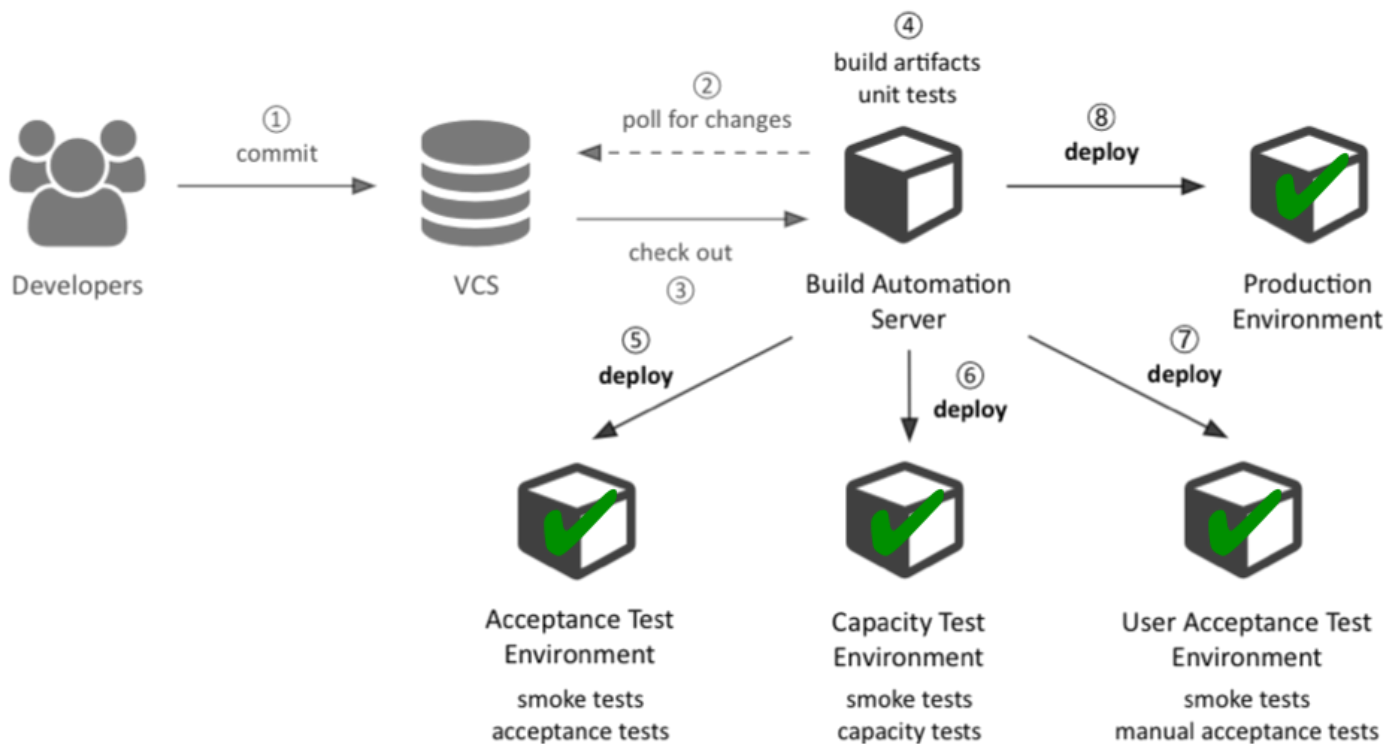 ①
commit
Developers
VCS
②
poll for changes
check out
③
④
build artifacts
unit tests
Build Automation
Server
⑧
deploy
Production
Environment
⑤
deploy
⑥
deploy
⑦
deploy
Acceptance Test
Environment
smoke tests
acceptance tests
Capacity Test
Environment
smoke tests
capacity tests
User Acceptance Test
Environment
smoke tests
manual acceptance tests